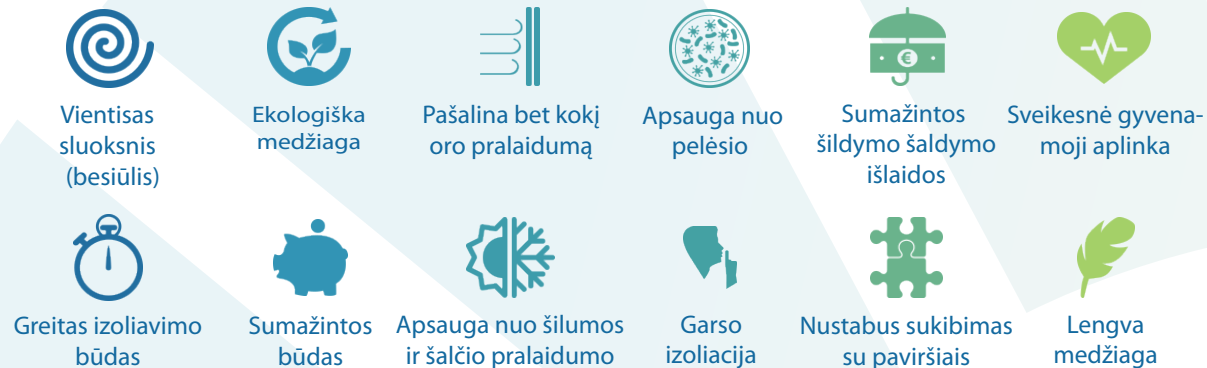 €
Vientisas
sluoksnis
(besiūlis)
Ekologiška
medžiaga
Pašalina bet kokį
oro pralaidumą
Apsauga nuo
pelėsio
Sumažintos
šildymo šaldymo
išlaidos
Sveikesnė gyvena-
moji aplinka
Greitas izoliavimo
būdas
Sumažintos
būdas
Apsauga nuo šilumos
ir šalčio pralaidumo
Garso
izoliacija
Nustabus sukibimas
su paviršiais
Lengva
medžiaga